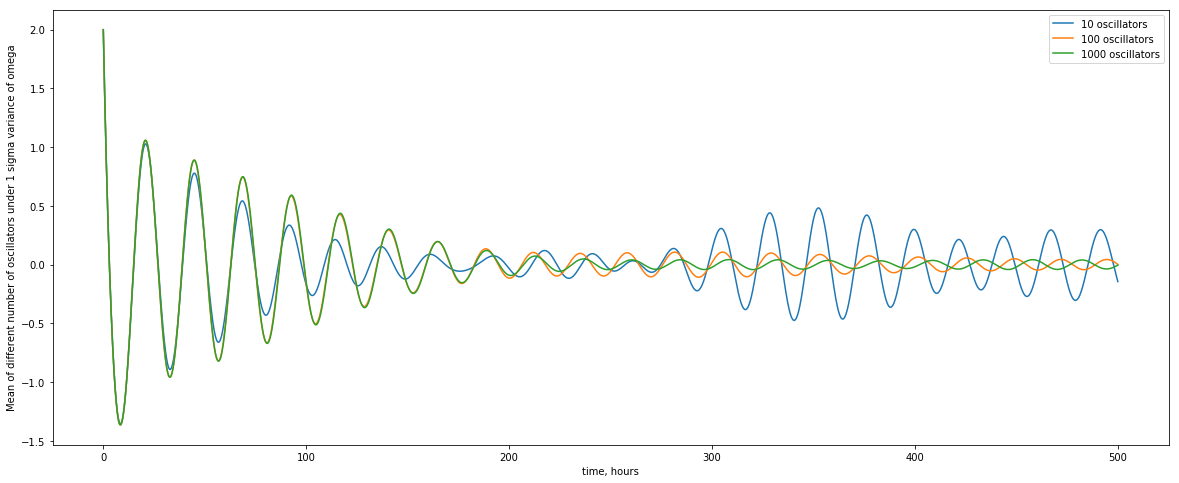 Mean of different number of oscillators under 1 sigma variance of omega
2.0
1.5
1.0
0.5
0.0
−0.5
−1.0
−1.5
10 oscillators
100 oscillators
1000 oscillators
0
100
200
300
400
500
time, hours